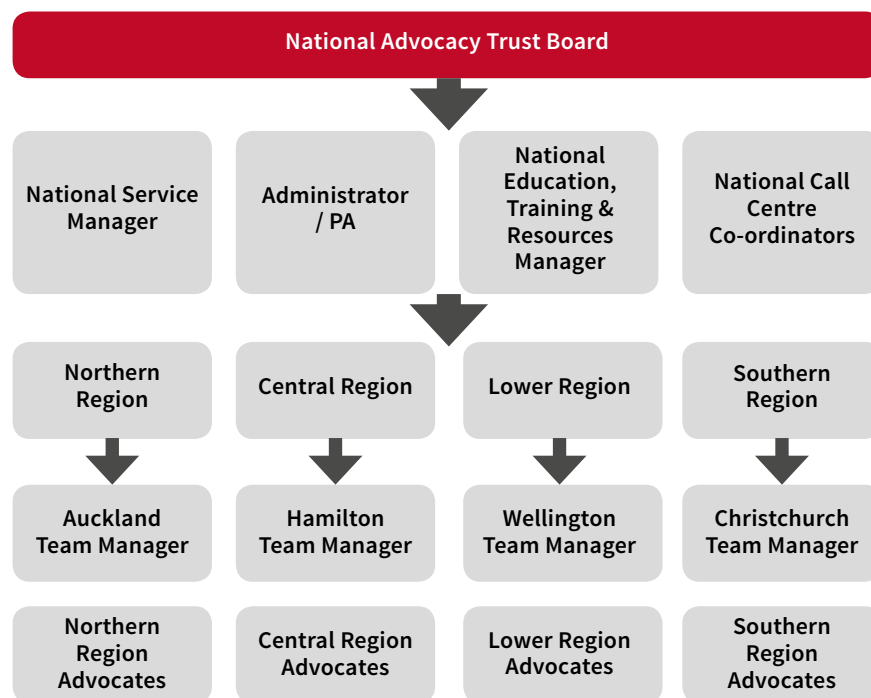 National Advocacy Trust Board
National Service
Manager
Administrator
/ PA
National
Education,
Training &
Resources
Manager
National Call
Centre
Co-ordinators
Northern
Region
Central Region
Lower Region
Southern
Region
Auckland
Team Manager
Hamilton
Team Manager
Wellington
Team Manager
Christchurch
Team Manager
Northern
Region
Advocates
Central Region
Advocates
Lower Region
Advocates
Southern
Region
Advocates